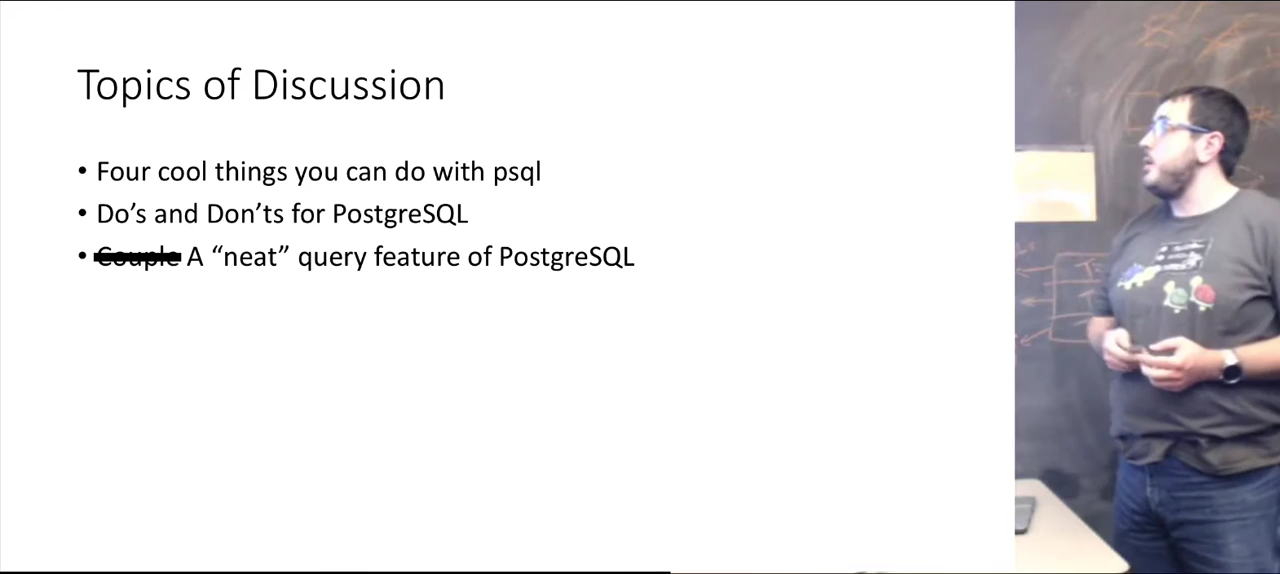 Topics of Discussion
• Four cool things you can do with psql
• Do’s and Don’ts for PostgreSQL
• Couple A “neat” query feature of PostgreSQL